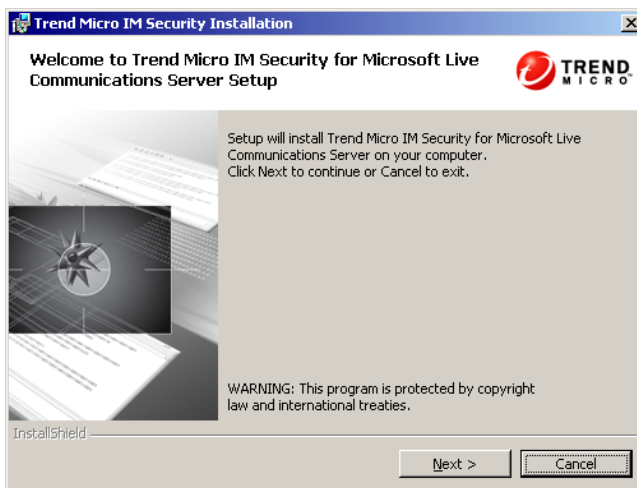 Trend Micro IM Security Installation
Welcome to Trend Micro IM Security for Microsoft Live
Communications Server Setup
TREND
MICRO
Setup will install Trend Micro IM Security for Microsoft Live
Communications Server on your computer.
Click Next to continue or Cancel to exit.
WARNING: This program is protected by copyright
law and international treaties.
InstallShield
Next >
Cancel